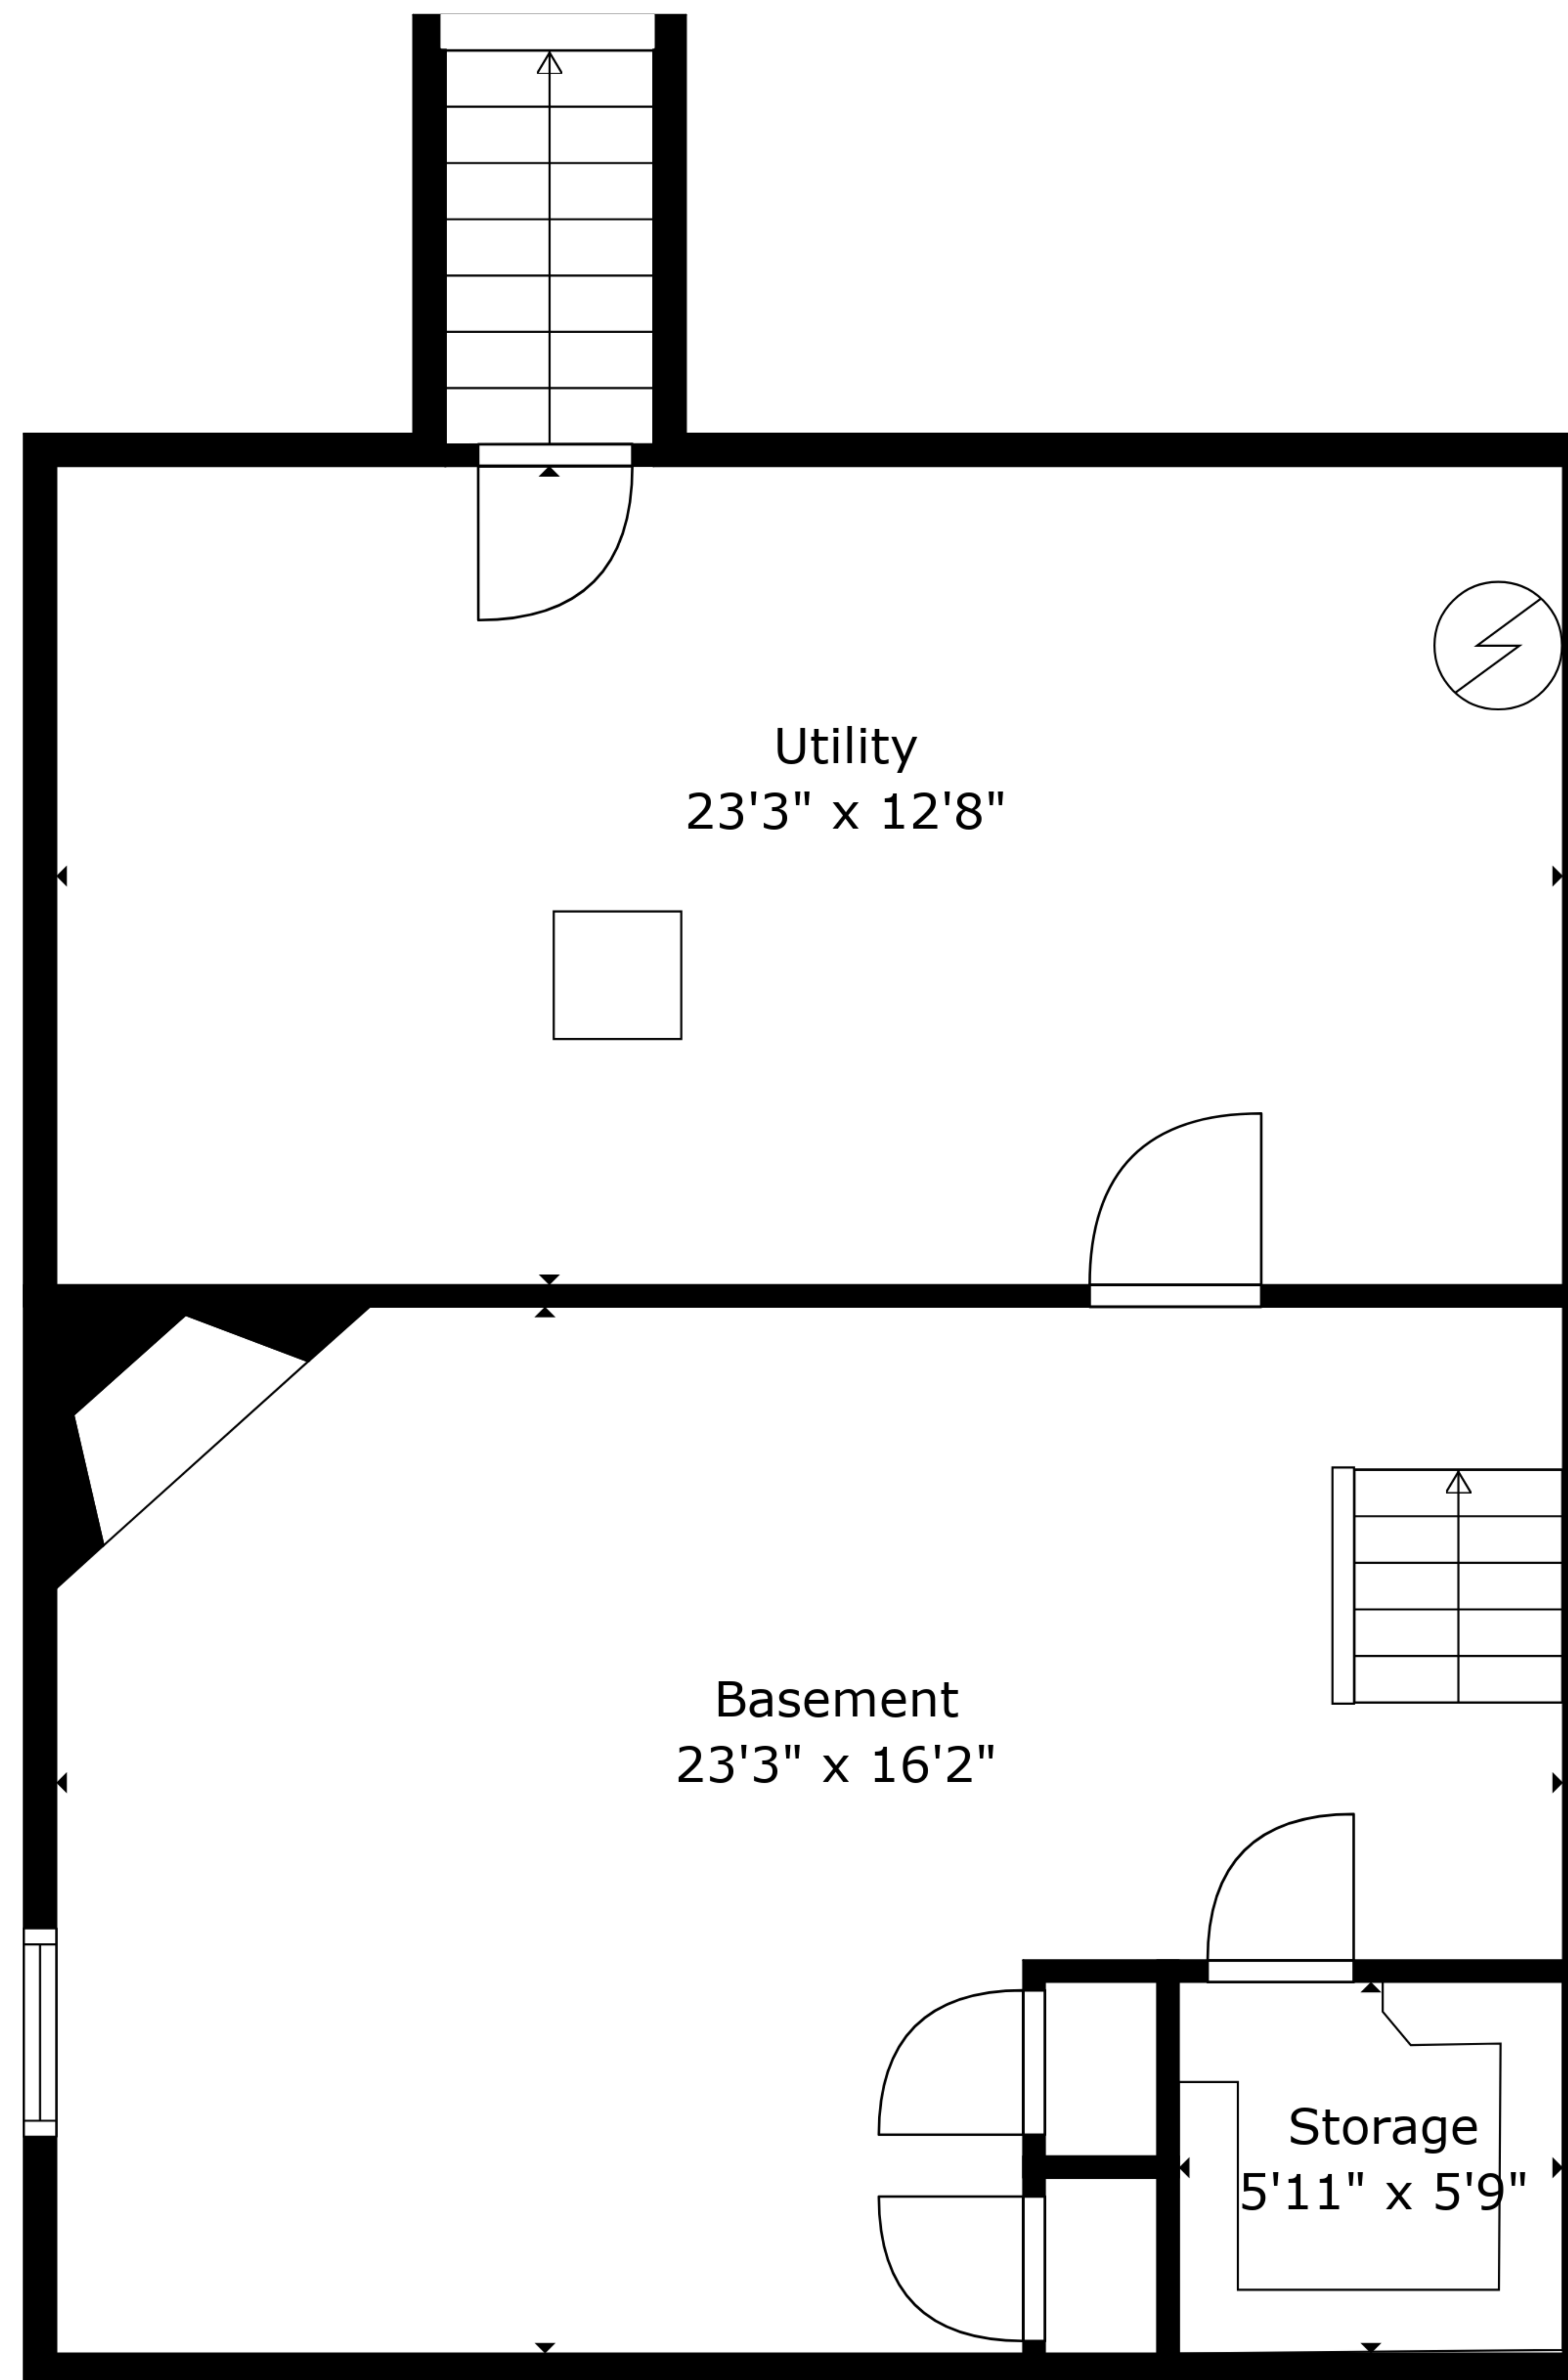 Utility
23'3" x 12'8"
Basement
23'3" x 16'2"
Storage
5'11" x 5'9"